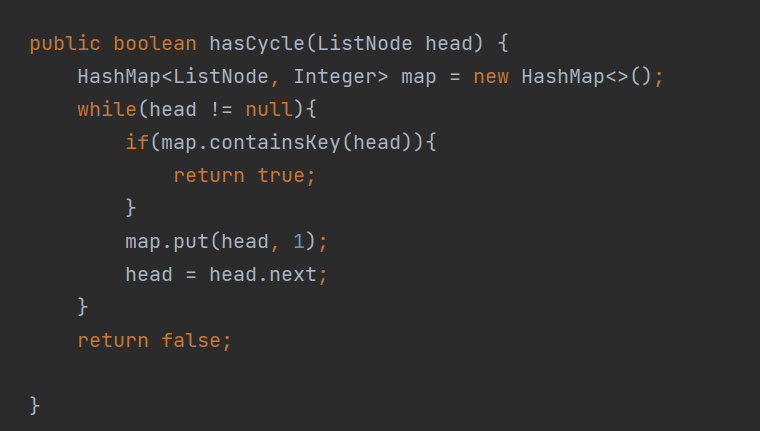 public boolean hasCycle(ListNode head) {
    HashMap<ListNode, Integer> map = new HashMap<>();
    while(head != null){
        if(map.containsKey(head)){
            return true;
        }
        map.put(head, 1);
        head = head.next;
    }
    return false;

}